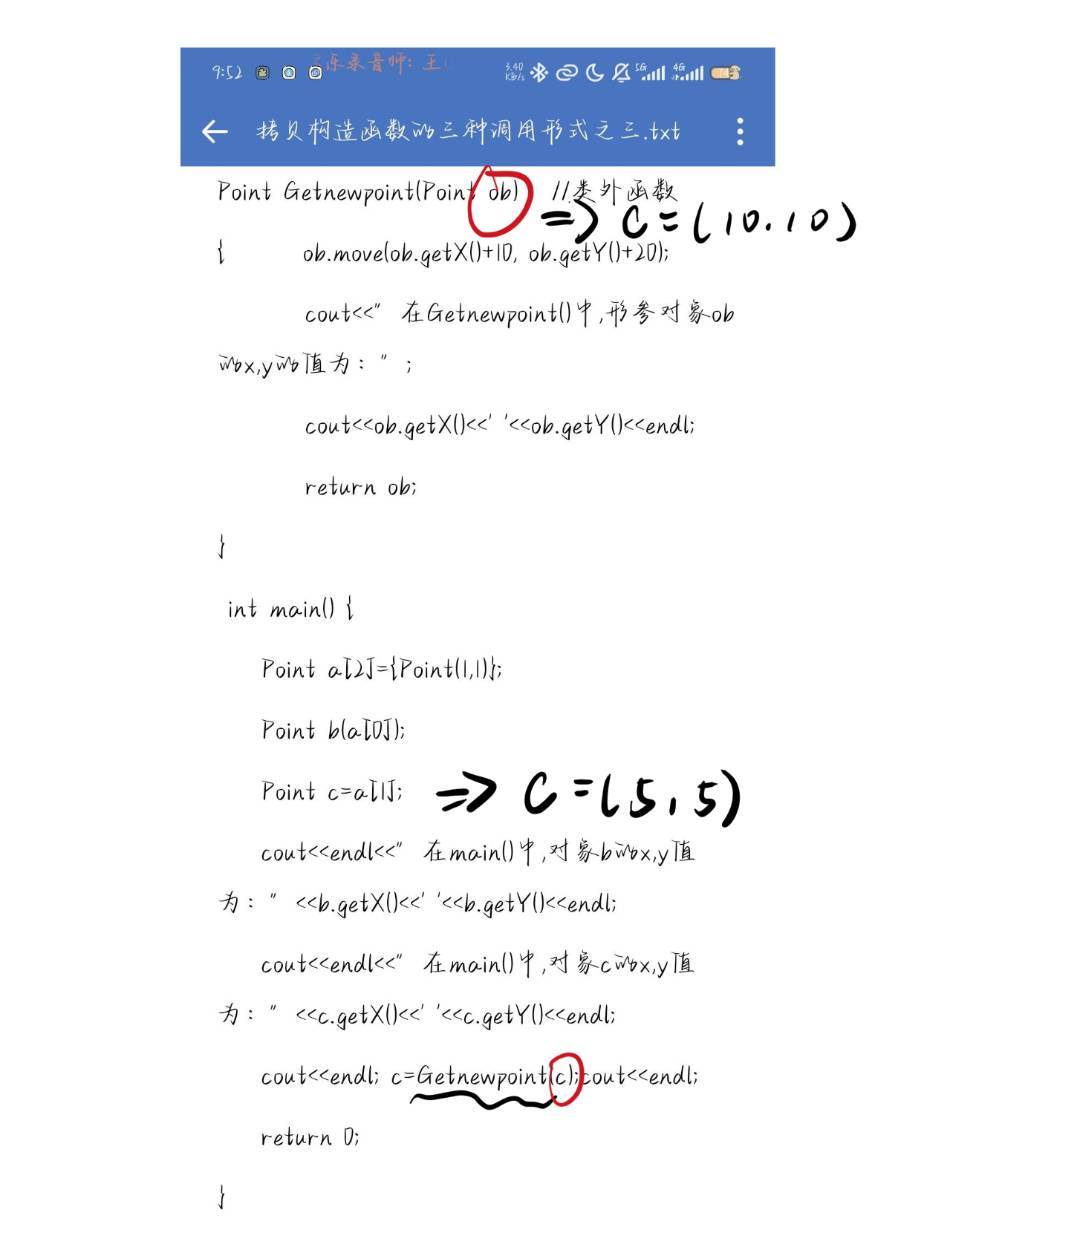 9:52 乐录音师: 王 3.40 KB/s 5G 4G
拷贝构造函数的三种调用形式之三.txt
Point Getnewpoint(Point ob) //类外函数
=> C=(10.10)
{ ob.move(ob.getX()+10, ob.getY()+20);
cout<<" 在Getnewpoint()中,形参对象ob
的x,y的值为: " ;
cout<<ob.getX()<<' '<<ob.getY()<<endl;
return ob;
}
int main() {
Point a[2]={Point(1,1)};
Point b(a[0]);
Point c=a[1]; => C=(5,5)
cout<<endl<<" 在main()中,对象b的x,y值
为: " <<b.getX()<<' '<<b.getY()<<endl;
cout<<endl<<" 在main()中,对象c的x,y值
为: " <<c.getX()<<' '<<c.getY()<<endl;
cout<<endl; c=Getnewpoint(c);cout<<endl;
return 0;
}